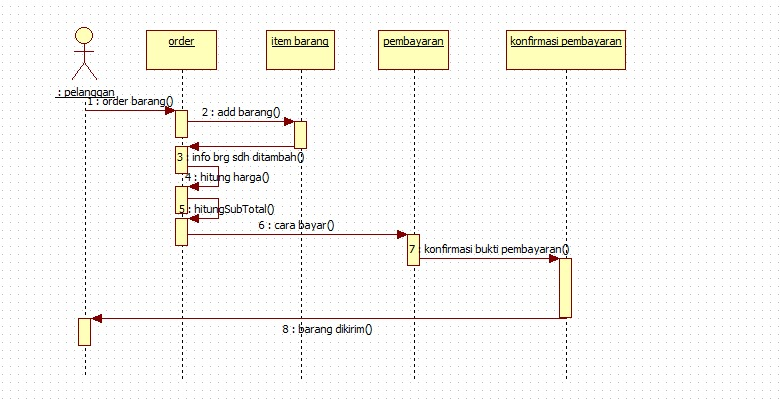 order
item barang
pembayaran
konfirmasi pembayaran
: pelanggan
1 : order barang()
2 : add barang()
3 : info brg sdh ditambah()
4 : hitung harga()
5 : hitungSubTotal()
6 : cara bayar()
7 : konfirmasi bukti pembayaran()
8 : barang dikirim()